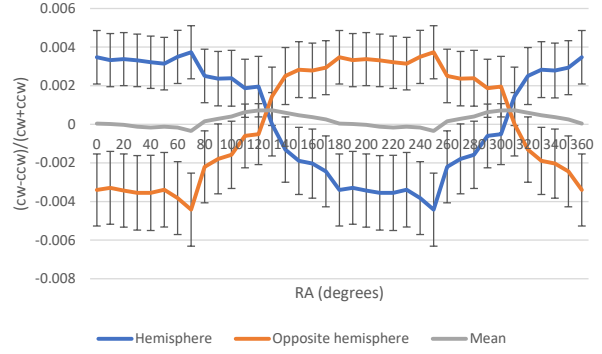 0.006
0.004
0.002
0
-0.002
-0.004
-0.006
-0.008
(cw-ccw)/(cw+ccw)
0 20 40 60 80 100 120 140 160 180 200 220 240 260 280 300 320 340 360
RA (degrees)
Hemisphere Opposite hemisphere Mean